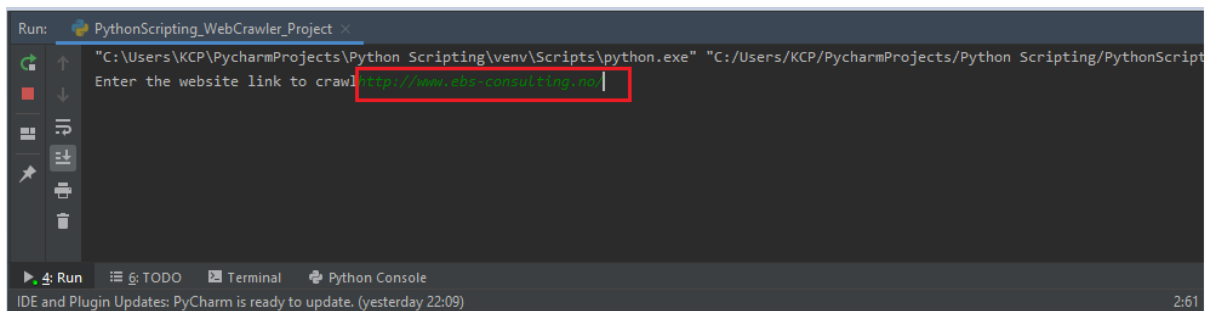 Run: PythonScripting_WebCrawler_Project ×
"C:\Users\KCP\PycharmProjects\Python Scripting\venv\Scripts\python.exe" "C:/Users/KCP/PycharmProjects/Python Scripting/PythonScript
Enter the website link to crawlhttp://www.ebs-consulting.no/
4: Run 6: TODO Terminal Python Console
IDE and Plugin Updates: PyCharm is ready to update. (yesterday 22:09) 2:61